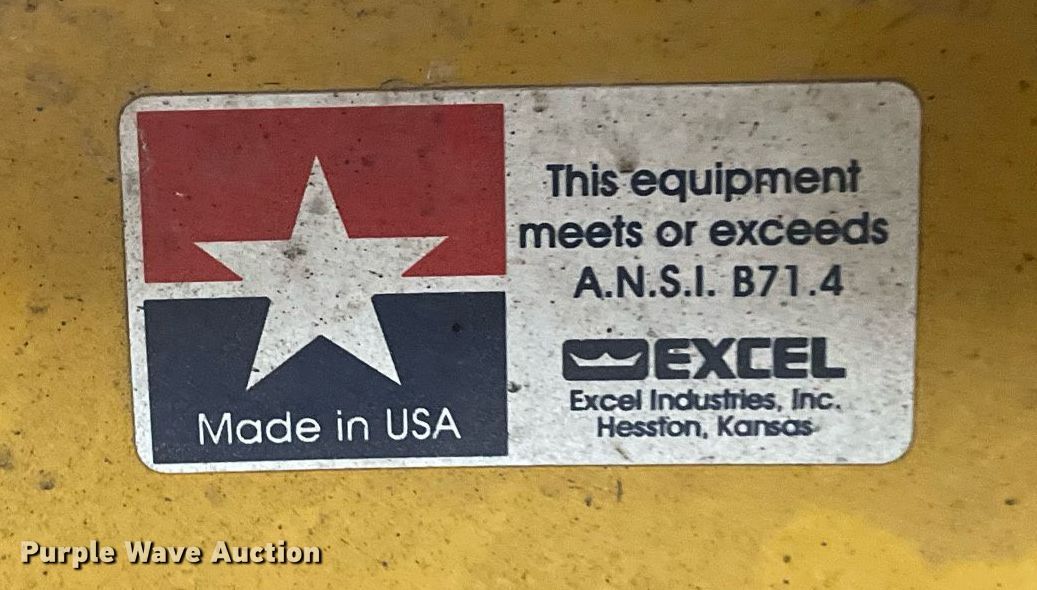 This equipment
meets or exceeds
A.N.S.I. B71.4
EXCEL
Excel Industries, Inc.
Hesston, Kansas
Made in USA
Purple Wave Auction